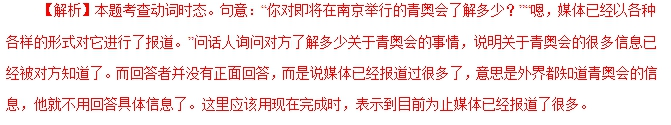 【解析】本题考查动词时态。句意：“你对即将在南京举行的青奥会了解多少？”“嗯，媒体已经以各种
各样的形式对它进行了报道。”问话人询问对方了解多少关于青奥会的事情，说明关于青奥会的很多信息已
经被对方知道了。而回答者并没有正面回答，而是说媒体已经报道过很多了，意思是外界都知道青奥会的信
息，他就不用回答具体信息了。这里应该用现在完成时，表示到目前为止媒体已经报道了很多。